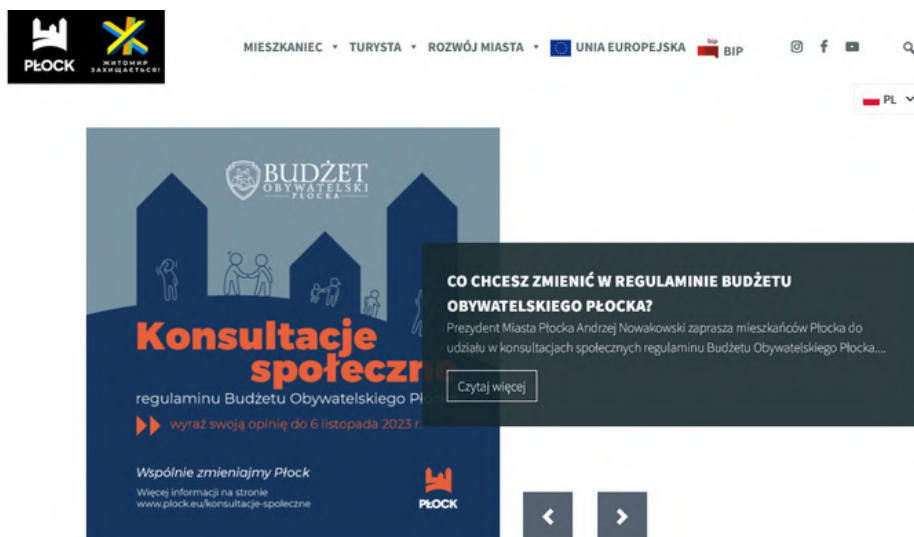 PŁOCK
ЖИТОМИР
ЗАХИЩАЄТЬСЯ!
MIESZKANIEC
TURYSTA
ROZWÓJ MIASTA
UNIA EUROPEJSKA
bip
BIP
PL
BUDŻET
OBYWATELSKI
PŁOCKA
Konsultacje
społeczne
regulaminu Budżetu Obywatelskiego
wyraź swoją opinię do 6 listopada 2023 r.
Wspólnie zmieniajmy Płock
Więcej informacji na stronie
www.plock.eu/konsultacje-spoleczne
PŁOCK
CO CHCESZ ZMIENIĆ W REGULAMINIE BUDŻETU
OBYWATELSKIEGO PŁOCKA?
Prezydent Miasta Płocka Andrzej Nowakowski zaprasza mieszkańców Płocka do
udziału w konsultacjach społecznych regulaminu Budżetu Obywatelskiego Płocka....
Czytaj więcej